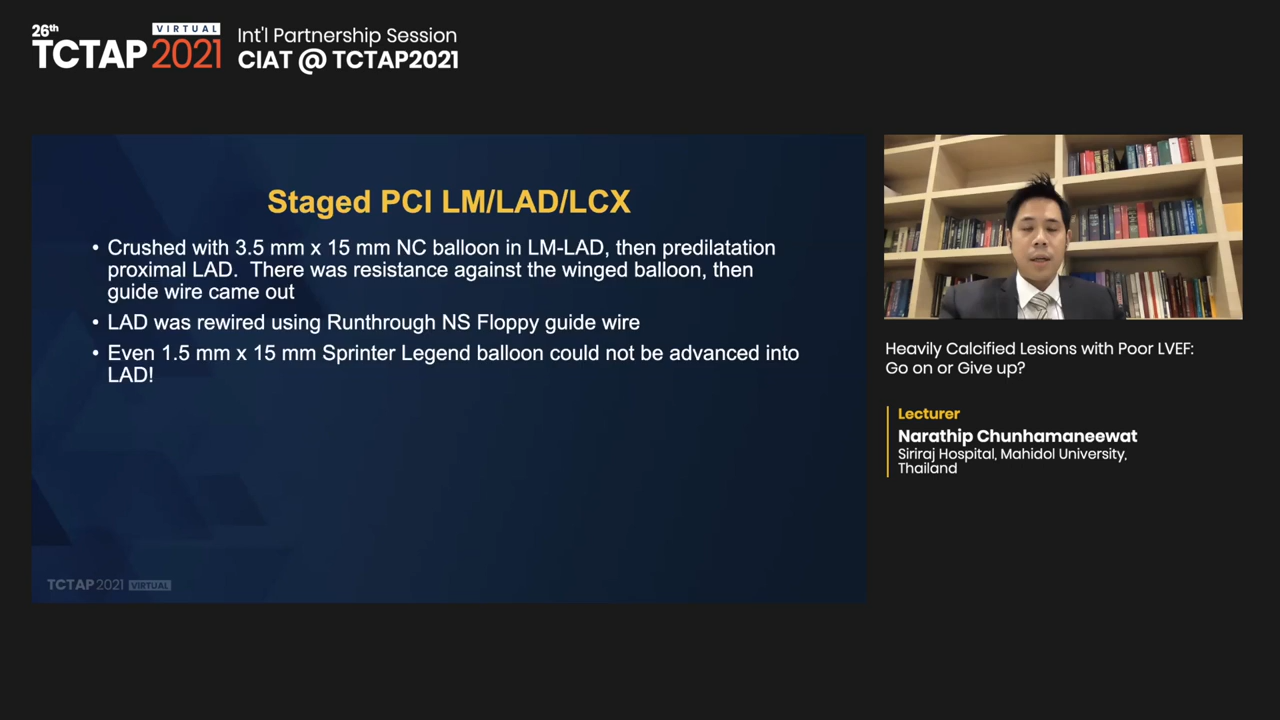 26th
VIRTUAL
TCTAP 2021
Int'l Partnership Session
CIAT @ TCTAP2021
Staged PCI LM/LAD/LCX
• Crushed with 3.5 mm x 15 mm NC balloon in LM-LAD, then predilatation
proximal LAD. There was resistance against the winged balloon, then
guide wire came out
• LAD was rewired using Runthrough NS Floppy guide wire
• Even 1.5 mm x 15 mm Sprinter Legend balloon could not be advanced into
LAD!
TCTAP 2021 VIRTUAL
Heavily Calcified Lesions with Poor LVEF:
Go on or Give up?
Lecturer
Narathip Chunhamaneewat
Siriraj Hospital, Mahidol University,
Thailand